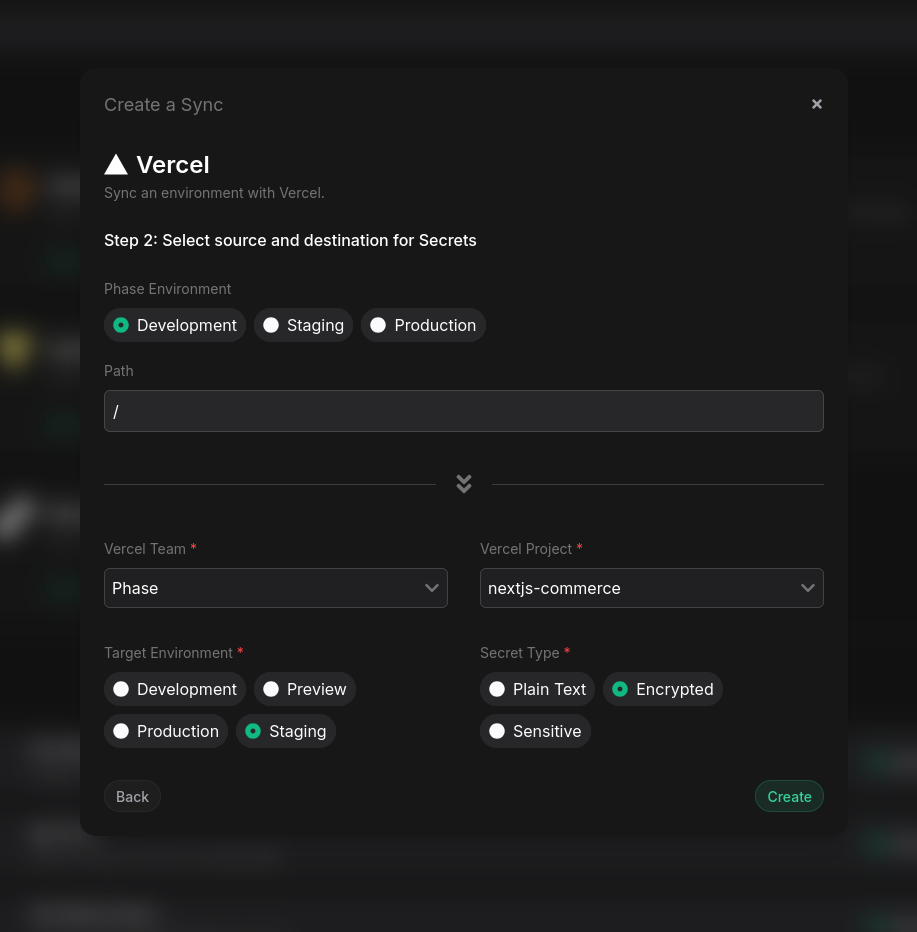 Create a Sync
Vercel
Sync an environment with Vercel.
Step 2: Select source and destination for Secrets
Phase Environment
Development Staging Production
Path
/
Vercel Team * Vercel Project *
Phase nextjs-commerce
Target Environment * Secret Type *
Development Preview Plain Text Encrypted
Production Staging Sensitive
Back Create